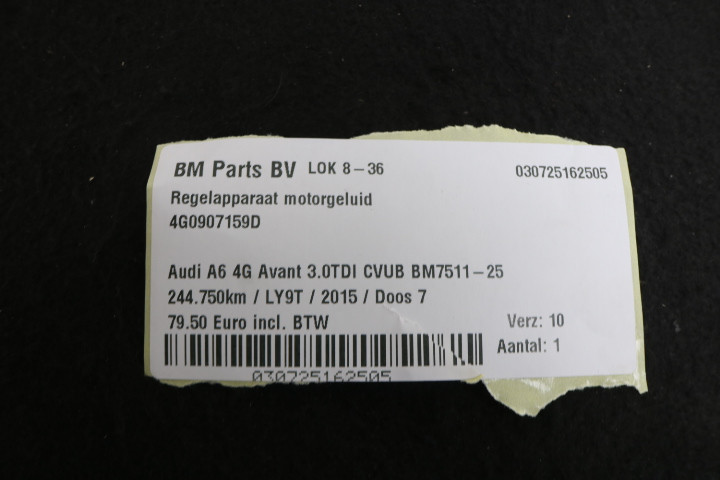 BM Parts BV LOK 8-36 030725162505
Regelapparaat motorgeluid
4G0907159D
Audi A6 4G Avant 3.0TDI CVUB BM7511-25
244.750km / LY9T / 2015 / Doos 7
79.50 Euro incl. BTW Verz: 10
Aantal: 1
030725162505